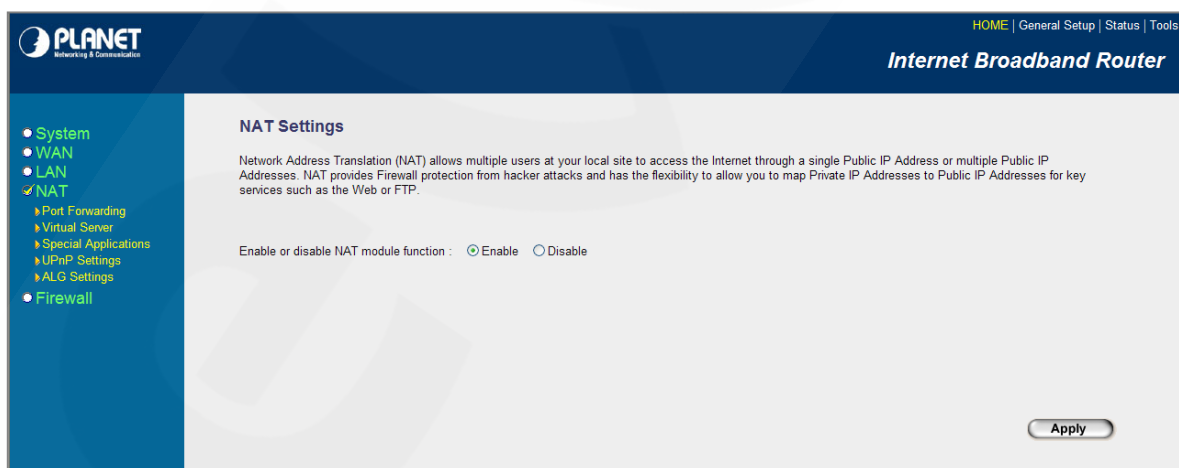 PLANET
Networking & Communication
HOME | General Setup | Status | Tools
Internet Broadband Router
System
WAN
LAN
NAT
Port Forwarding
Virtual Server
Special Applications
UPnP Settings
ALG Settings
Firewall
NAT Settings
Network Address Translation (NAT) allows multiple users at your local site to access the Internet through a single Public IP Address or multiple Public IP
Addresses. NAT provides Firewall protection from hacker attacks and has the flexibility to allow you to map Private IP Addresses to Public IP Addresses for key
services such as the Web or FTP.
Enable or disable NAT module function : Enable Disable
Apply